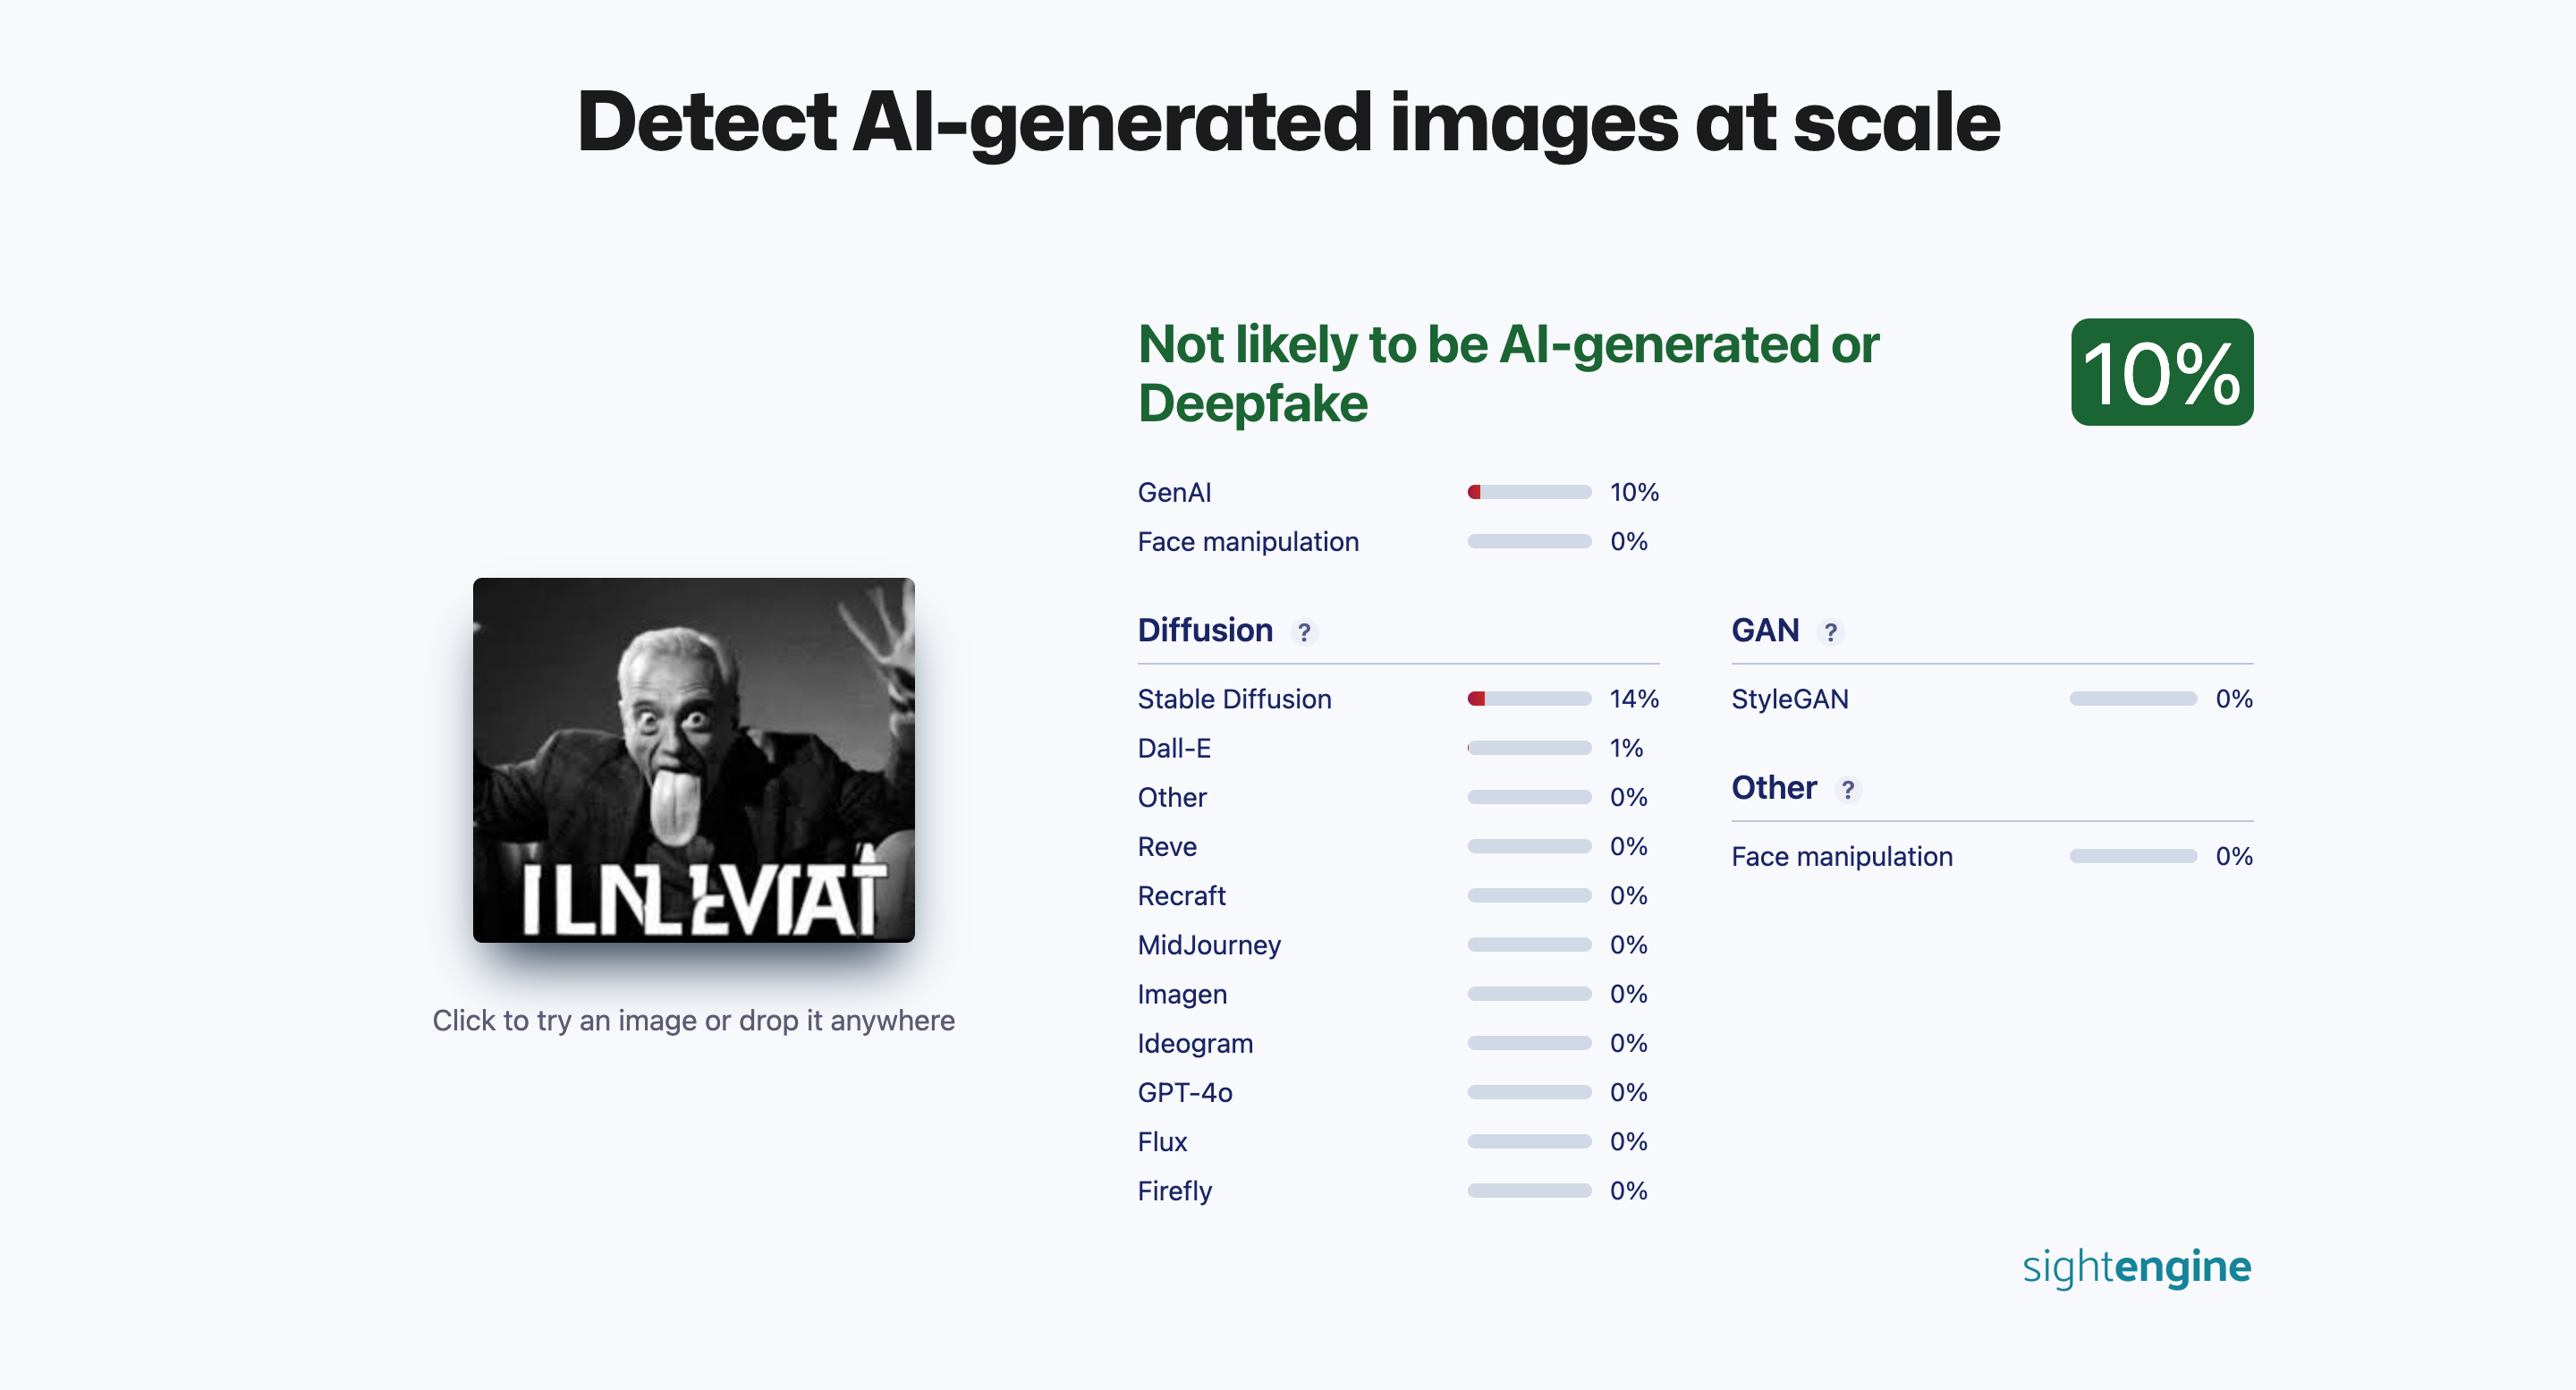 Detect AI-generated images at scale
Not likely to be AI-generated or
Deepfake
10%
GenAI 10%
Face manipulation 0%
Diffusion ?
Stable Diffusion 14%
Dall-E 1%
Other 0%
Reve 0%
Recraft 0%
MidJourney 0%
Imagen 0%
Ideogram 0%
GPT-4o 0%
Flux 0%
Firefly 0%
GAN ?
StyleGAN 0%
Other ?
Face manipulation 0%
Click to try an image or drop it anywhere
sightengine